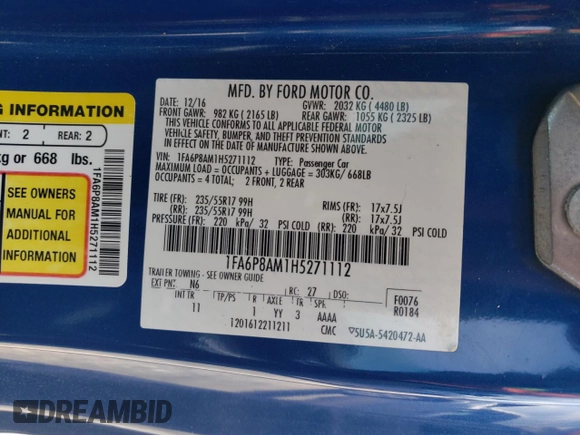 G INFORMATION
NT: 2 REAR: 2
kg or 668 lbs.
SEE OWNERS
MANUAL FOR
ADDITIONAL
INFORMATION
1FA6P8AM1H5271112
MFD. BY FORD MOTOR CO.
12/16 GVWR: 2032 KG ( 4480 LB)
FRONT GAWR: 982 KG ( 2165 LB) REAR GAWR: 1055 KG ( 2325 LB)
THIS VEHICLE CONFORMS TO ALL APPLICABLE FEDERAL MOTOR
VEHICLE SAFETY, BUMPER, AND THEFT PREVENTION STANDARDS
IN EFFECT ON THE DATE OF MANUFACTURE SHOWN ABOVE.
VIN: 1FA6P8AM1H5271112 TYPE: Passenger Car
MAXIMUM LOAD = OCCUPANTS + LUGGAGE = 303KG/ 668LB
OCCUPANTS = 4 TOTAL; 2 FRONT, 2 REAR
TIRE (FR): 235/55R17 99H RIMS (FR): 17x7.5J
(RR): 235/55R17 99H (RR): 17x7.5J
PRESSURE (FR): 220 kPa/ 32 PSI COLD (RR): 220 kPa/ 32 PSI COLD
1FA6P8AM1H5271112
TRAILER TOWING - SEE OWNER GUIDE
EXT PNT: N6 RC: 27 DSO: F0076
INT TR TP/PS R AXLE TR SPR R0184
11 1 YY 3 AAAA
1201612211211 CMC 5U5A-5420472-AA
DREAMBID